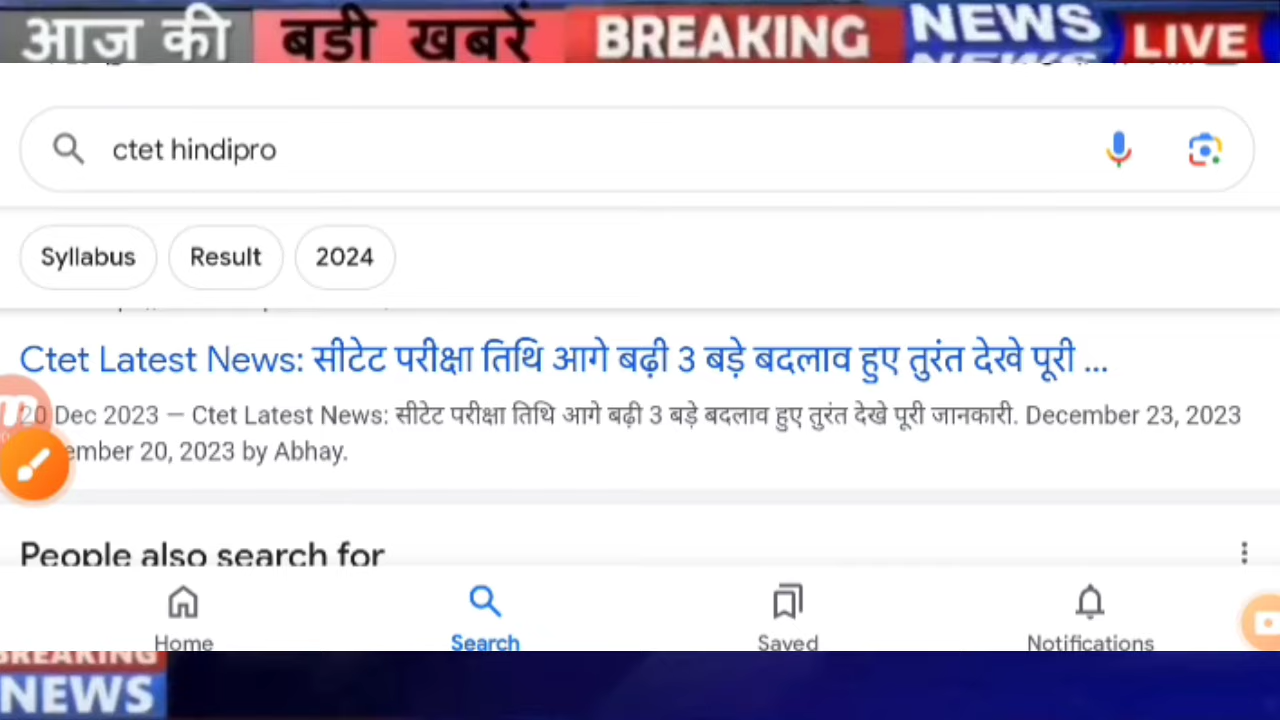 आज की बडी खबरें BREAKING NEWS LIVE
ctet hindipro
Syllabus Result 2024
Ctet Latest News: सीटेट परीक्षा तिथि आगे बढ़ी 3 बड़े बदलाव हुए तुरंत देखे पूरी ...
20 Dec 2023 — Ctet Latest News: सीटेट परीक्षा तिथि आगे बढ़ी 3 बड़े बदलाव हुए तुरंत देखे पूरी जानकारी. December 23, 2023
ember 20, 2023 by Abhay.
People also search for
Home Search Saved Notifications
BREAKING
NEWS